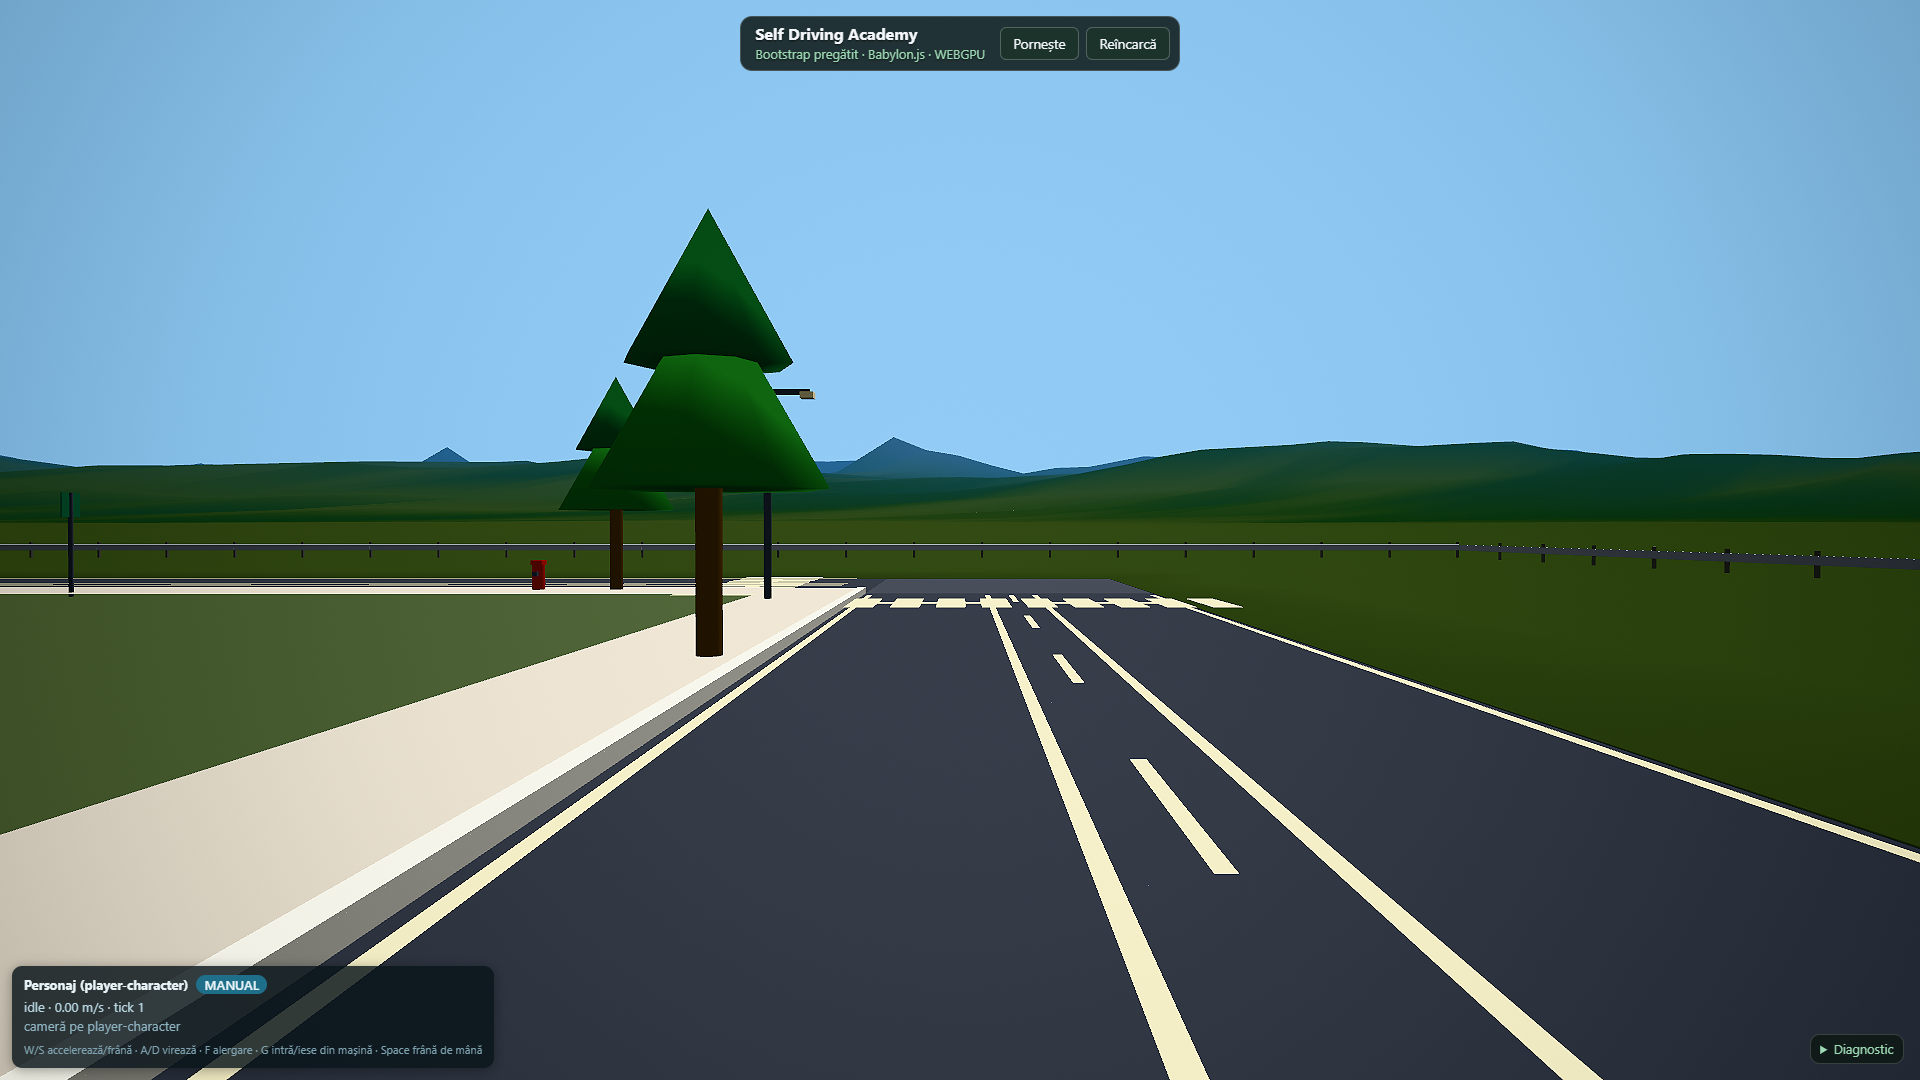 Self Driving Academy
Bootstrap pregătit · Babylon.js · WEBGPU
Pornește
Reîncarcă
Personaj (player-character) MANUAL
idle · 0.00 m/s · tick 1
cameră pe player-character
W/S accelerează/frână · A/D virează · F alergare · G intră/iese din mașină · Space frână de mână
▶ Diagnostic